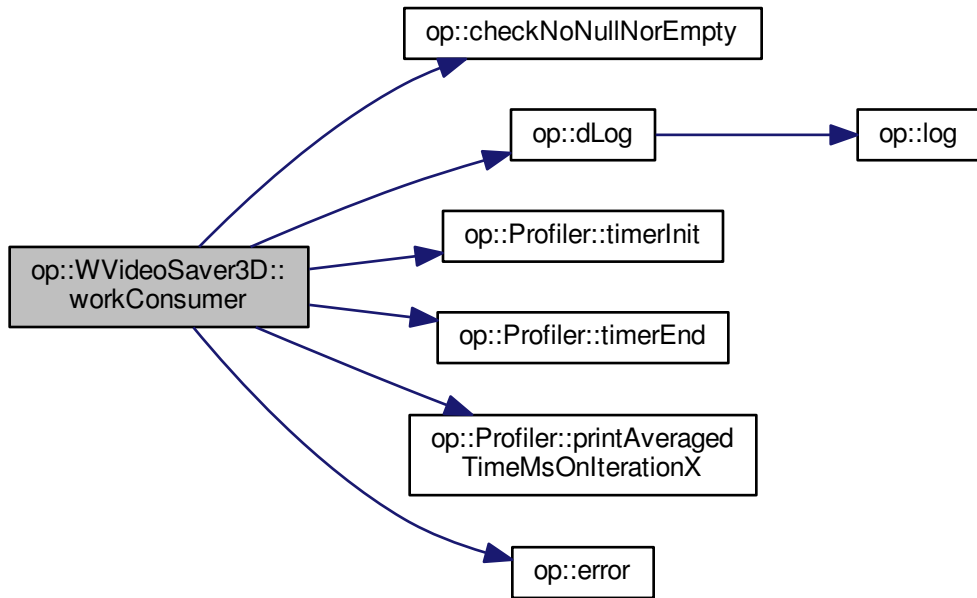 op::checkNoNullNorEmpty
op::dLog
op::log
op::Profiler::timerInit
op::WVideoSaver3D::
workConsumer
op::Profiler::timerEnd
op::Profiler::printAveraged
TimeMsOnIterationX
op::error